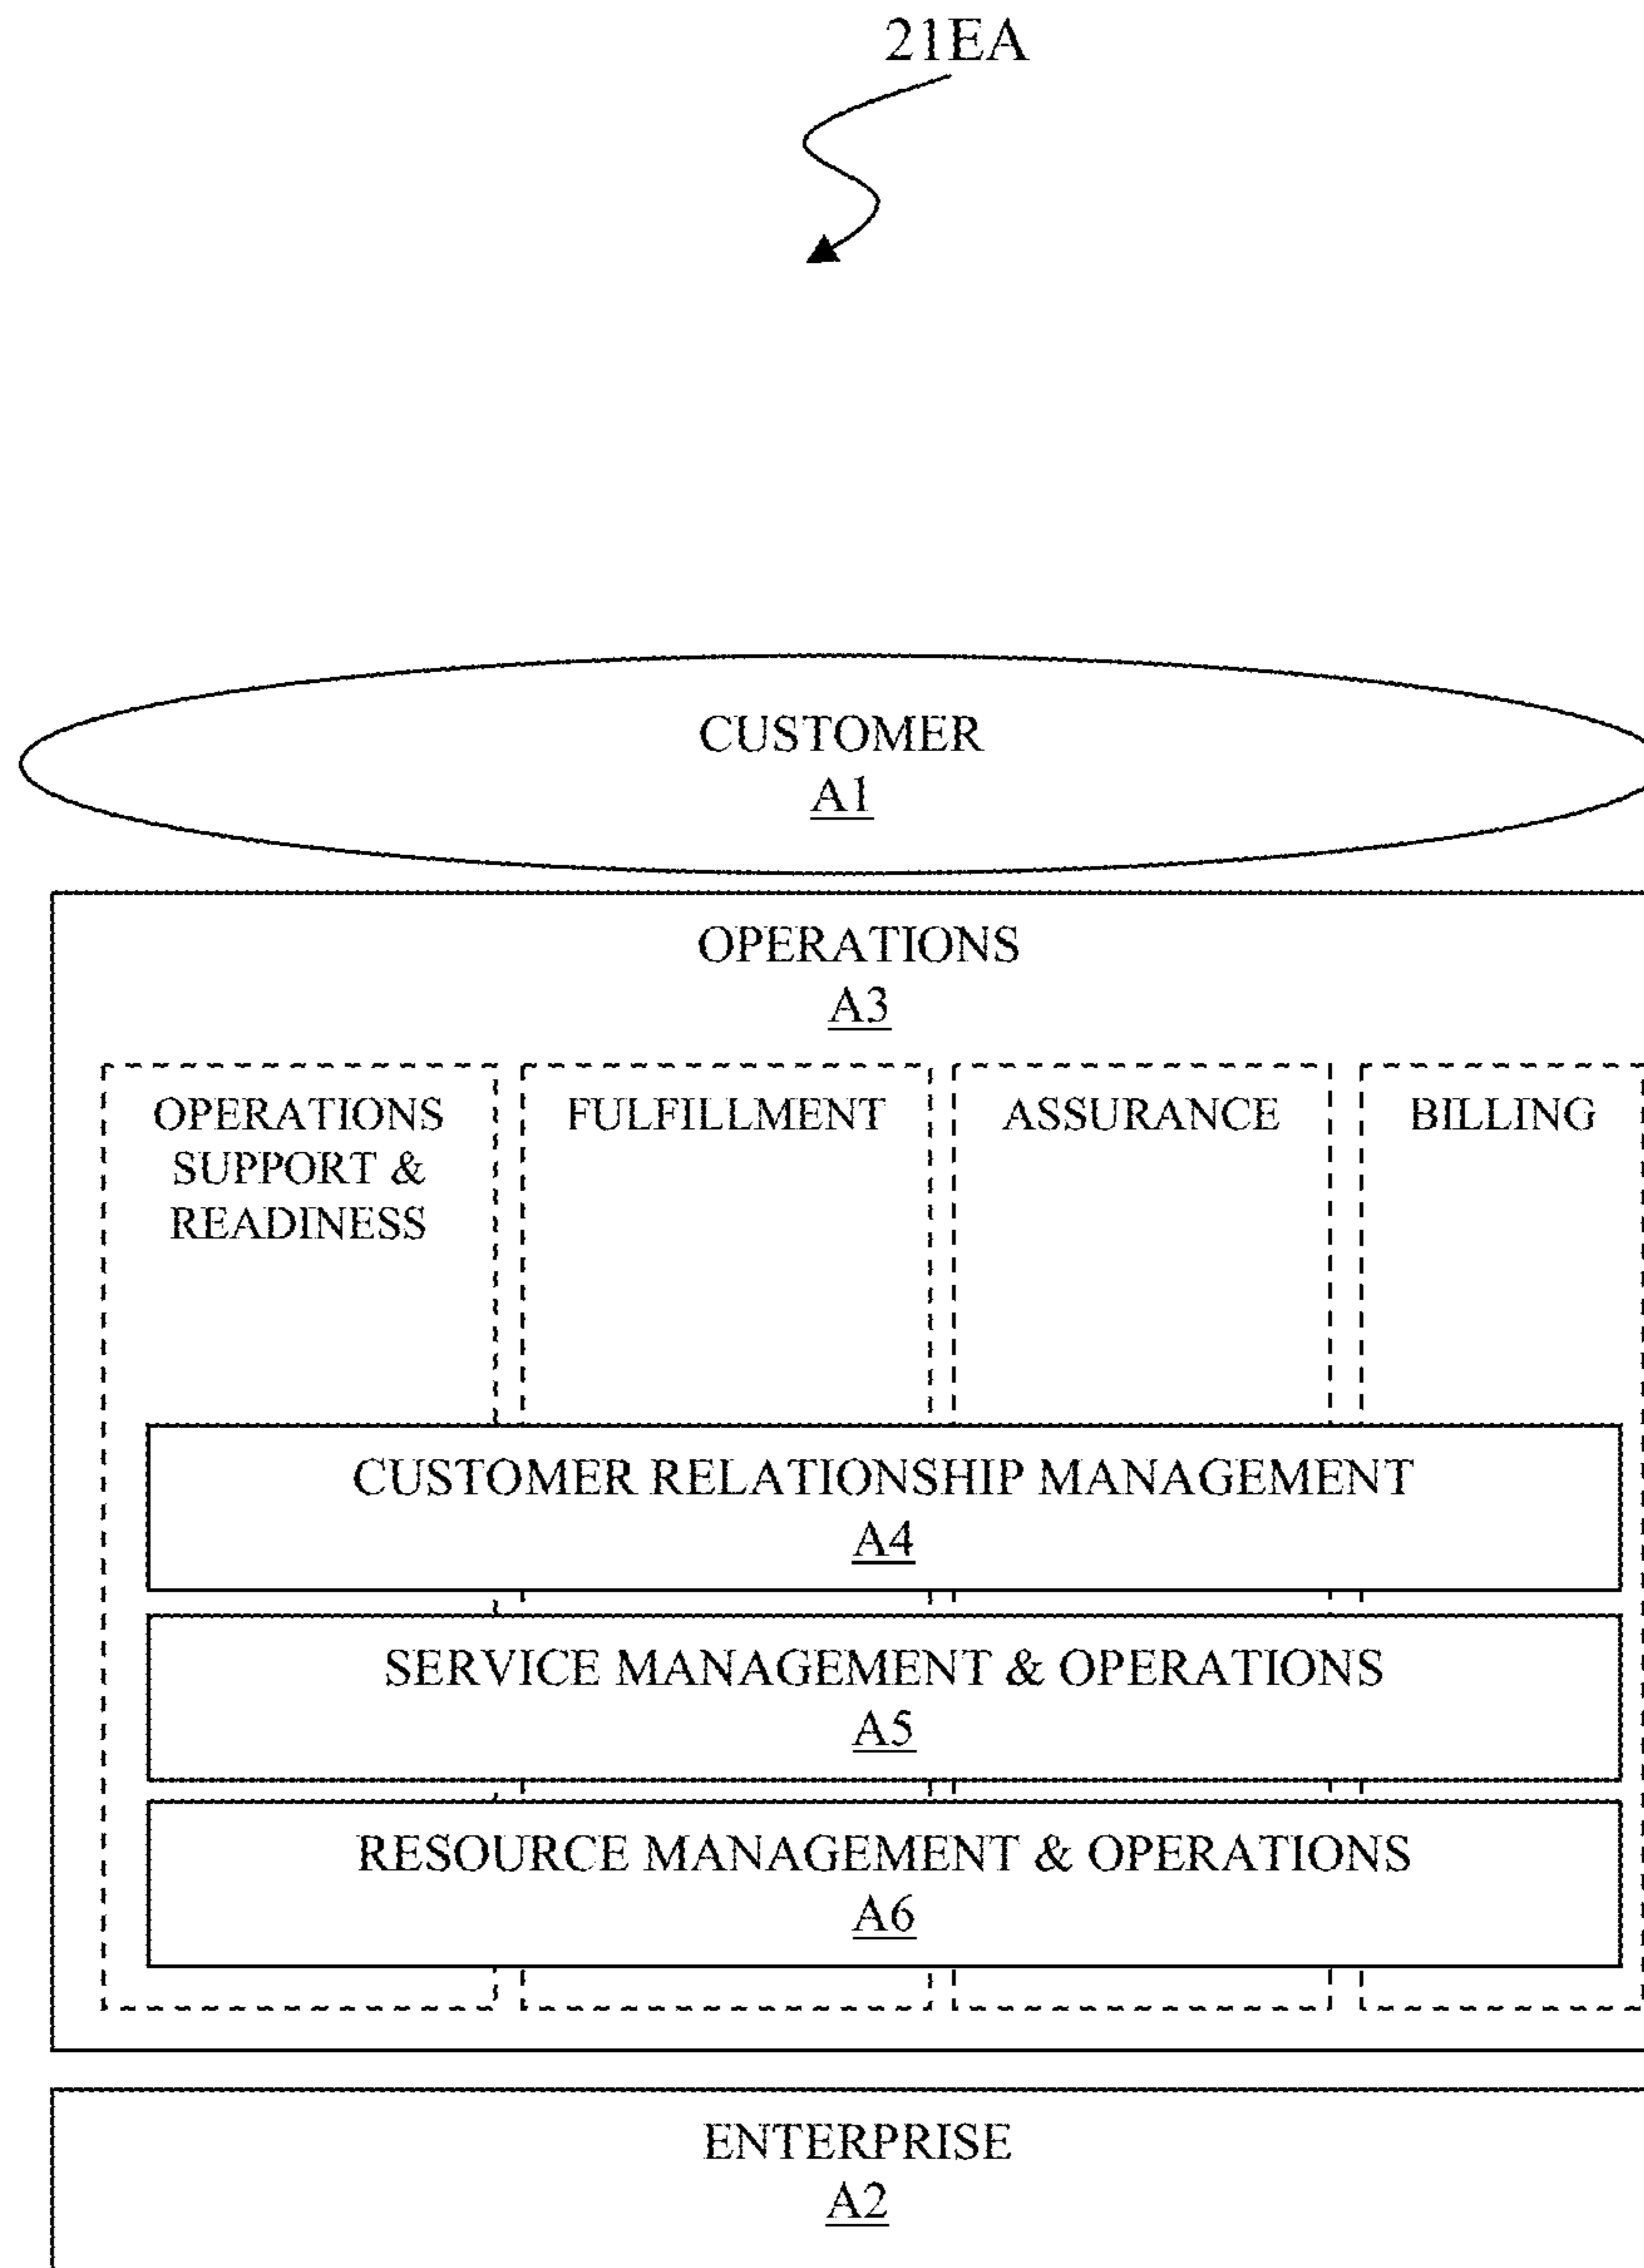 21EA
CUSTOMER
A1
OPERATIONS
A3
OPERATIONS
SUPPORT &
READINESS
FULFILLMENT
ASSURANCE
BILLING
CUSTOMER RELATIONSHIP MANAGEMENT
A4
SERVICE MANAGEMENT & OPERATIONS
A5
RESOURCE MANAGEMENT & OPERATIONS
A6
ENTERPRISE
A2